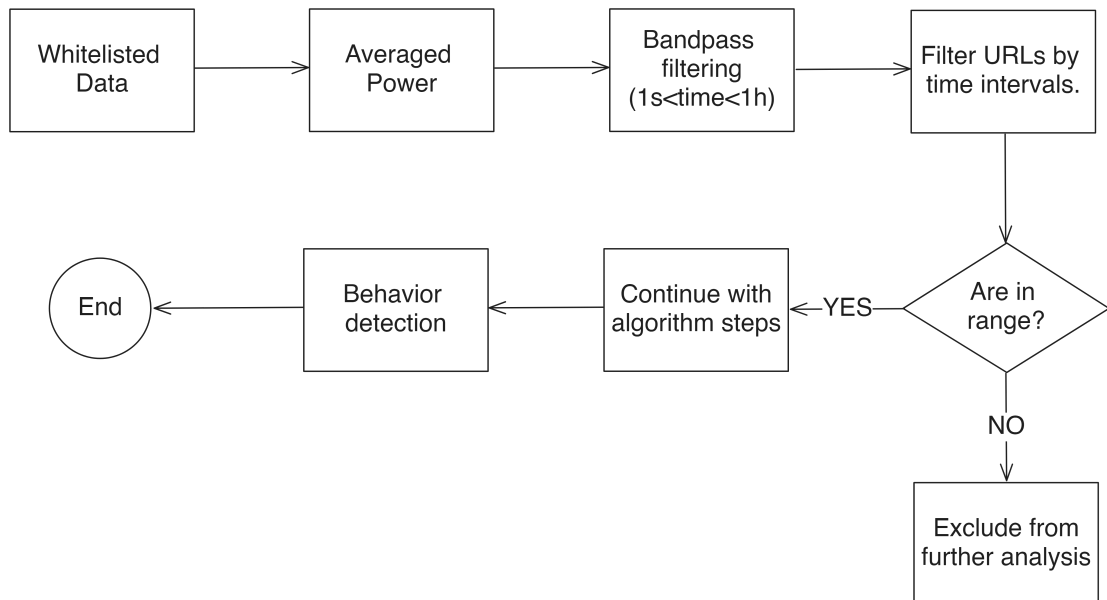 Whitelisted
Data
Averaged
Power
Bandpass
filtering
(1s<time<1h)
Filter URLs by
time intervals.
Are in
range?
YES
Continue with
algorithm steps
Behavior
detection
End
NO
Exclude from
further analysis